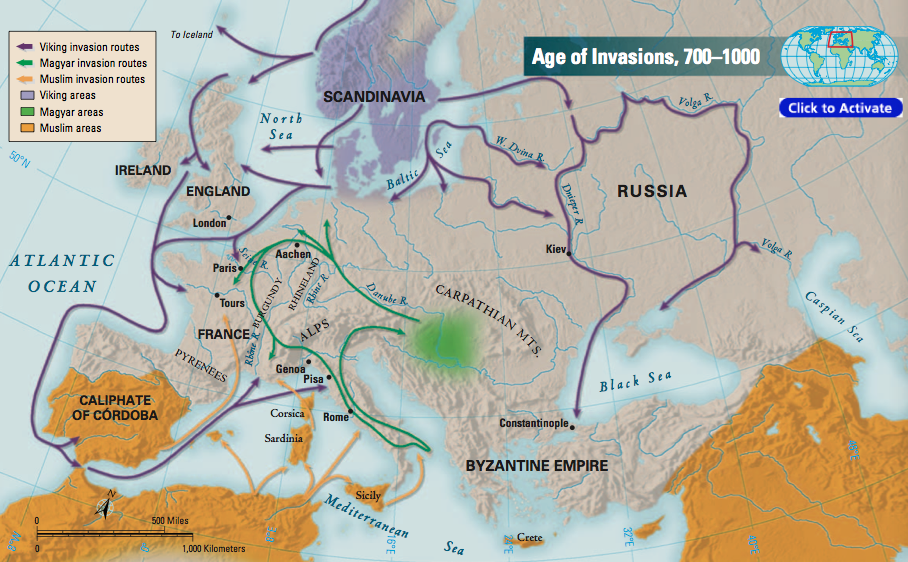 To Iceland
Viking invasion routes
Magyar invasion routes
Muslim invasion routes
Viking areas
Magyar areas
Muslim areas
Age of Invasions, 700–1000
Click to Activate
SCANDINAVIA
North
Sea
Volga R.
W. Dvina R.
50°N
IRELAND
ENGLAND
Baltic
Sea
RUSSIA
Dnieper R.
London
ATLANTIC
OCEAN
Seine R.
Aachen
Kiev
Volga R.
Paris
RHINELAND
Rhine R.
Danube R.
Tours
BURGUNDY
CARPATHIAN MTS.
Caspian Sea
FRANCE
ALPS
Rhône R.
PYRENEES
Genoa
Pisa
Black Sea
CALIPHATE
OF CÓRDOBA
Corsica
Rome
Constantinople
Sardinia
BYZANTINE EMPIRE
N
Sicily
Mediterranean
Sea
0
500 Miles
0
1,000 Kilometers
Crete
16°E
32°E